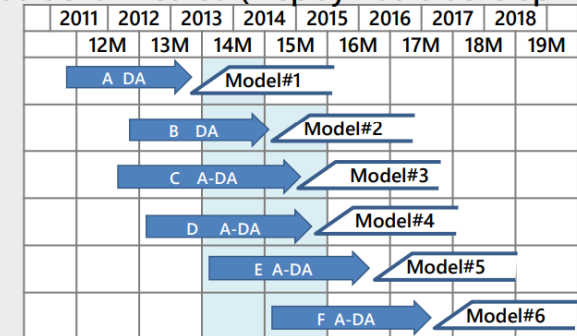 2011 2012 2013 2014 2015 2016 2017 2018
12M 13M 14M 15M 16M 17M 18M 19M
A DA Model#1
B DA Model#2
C A-DA Model#3
D A-DA Model#4
E A-DA Model#5
F A-DA Model#6